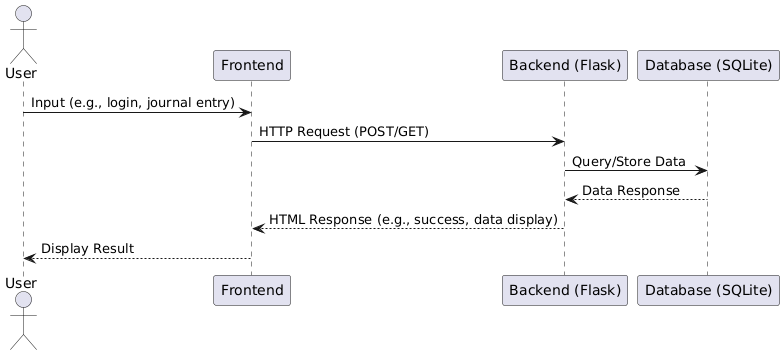 User
Frontend
Backend (Flask)
Database (SQLite)
Input (e.g., login, journal entry)
HTTP Request (POST/GET)
Query/Store Data
Data Response
HTML Response (e.g., success, data display)
Display Result
User
Frontend
Backend (Flask)
Database (SQLite)